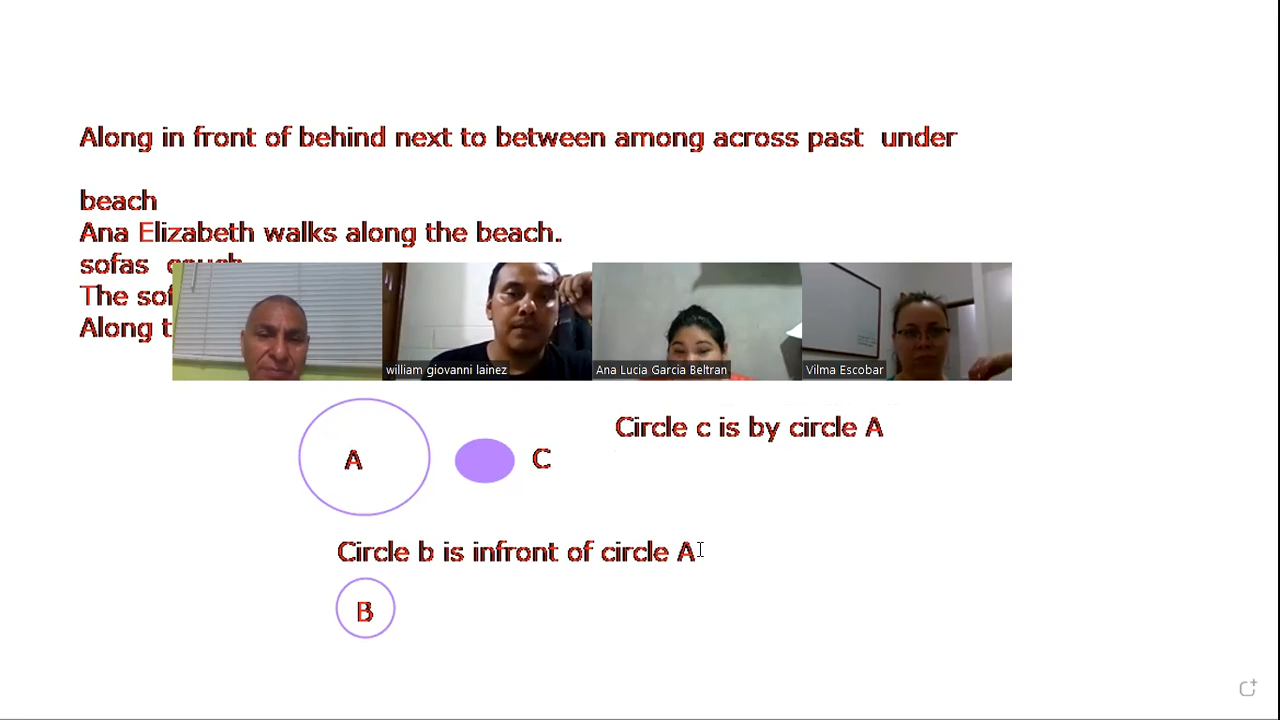 Along in front of behind next to between among across past under
beach
Ana Elizabeth walks along the beach.
sofas couch
The
Along
william giovanni lainez
Ana Lucia Garcia Beltran
Vilma Escobar
Circle c is by circle A
A
C
Circle b is infront of circle A
B